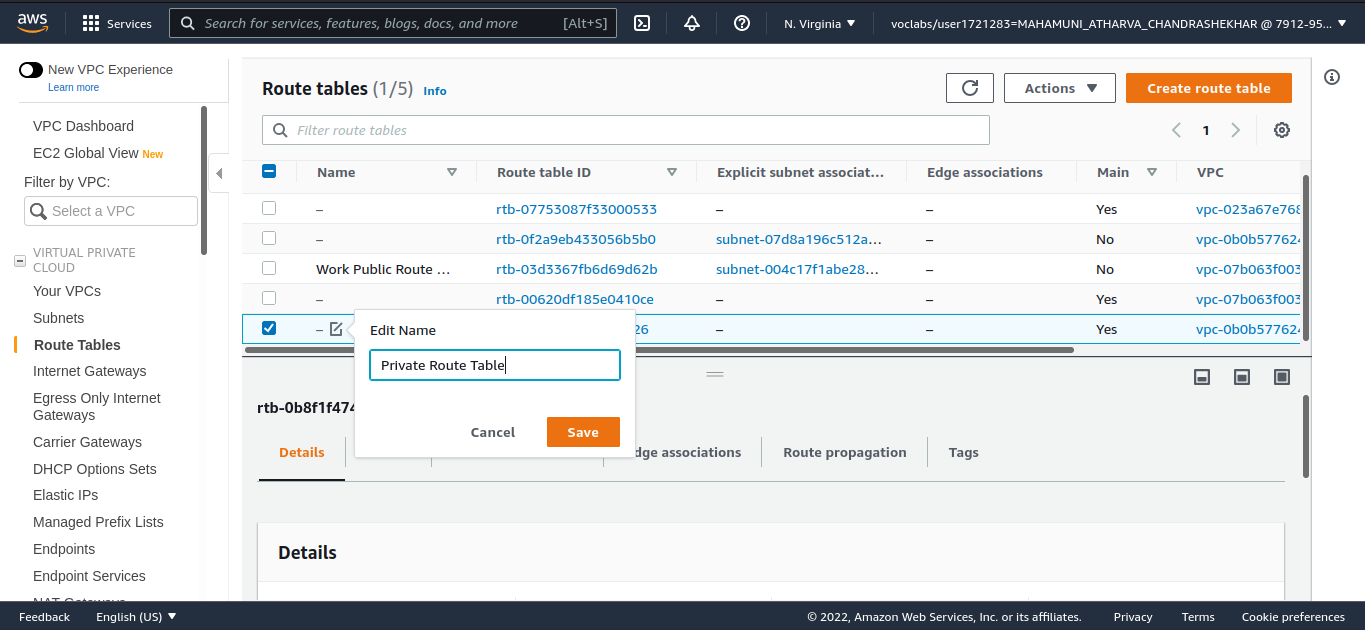 aws
Services
Search for services, features, blogs, docs, and more
[Alt+S]
N. Virginia
voclabs/user1721283=MAHAMUNI_ATHARVA_CHANDRASHEKHAR @ 7912-95...
New VPC Experience
Learn more
VPC Dashboard
EC2 Global View New
Filter by VPC:
Select a VPC
VIRTUAL PRIVATE
CLOUD
Your VPCs
Subnets
Route Tables
Internet Gateways
Egress Only Internet
Gateways
Carrier Gateways
DHCP Options Sets
Elastic IPs
Managed Prefix Lists
Endpoints
Endpoint Services
NAT Gateways
Route tables (1/5) Info
Actions
Create route table
Filter route tables
1
Name Route table ID Explicit subnet associat... Edge associations Main VPC
– rtb-07753087f33000533 – – Yes vpc-023a67e768
– rtb-0f2a9eb433056b5b0 subnet-07d8a196c512a... – No vpc-0b0b57762
Work Public Route ... rtb-03d3367fb6d69d62b subnet-004c17f1abe28... – No vpc-07b063f003
– rtb-00620df185e0410ce – – Yes vpc-07b063f003
– 26 – – Yes vpc-0b0b57762
Edit Name
Private Route Table
Cancel
Save
rtb-0b8f1f474
Details
dge associations
Route propagation
Tags
Details
Feedback
English (US)
© 2022, Amazon Web Services, Inc. or its affiliates.
Privacy
Terms
Cookie preferences